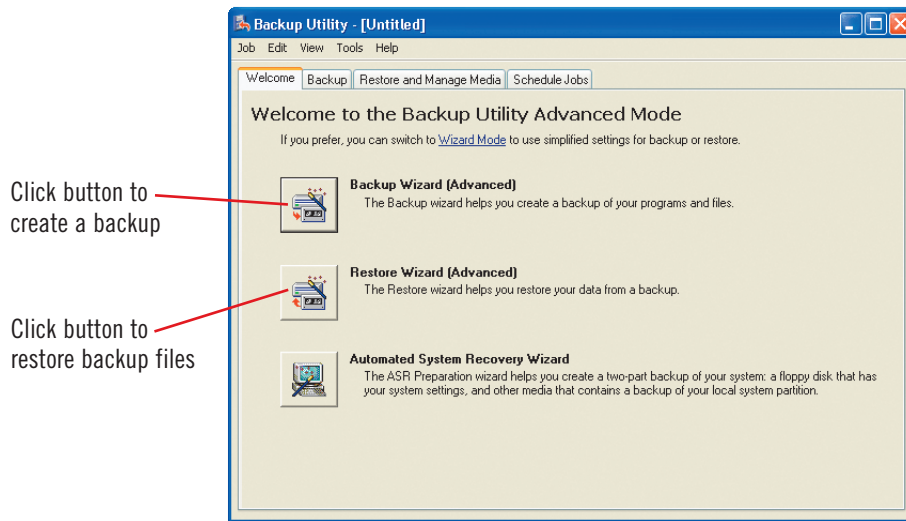 Backup Utility - [Untitled]
Job Edit View Tools Help
Welcome Backup Restore and Manage Media Schedule Jobs
Welcome to the Backup Utility Advanced Mode
If you prefer, you can switch to Wizard Mode to use simplified settings for backup or restore.
Click button to
create a backup
Backup Wizard (Advanced)
The Backup wizard helps you create a backup of your programs and files.
Click button to
restore backup files
Restore Wizard (Advanced)
The Restore wizard helps you restore your data from a backup.
Automated System Recovery Wizard
The ASR Preparation wizard helps you create a two-part backup of your system: a floppy disk that has
your system settings, and other media that contains a backup of your local system partition.